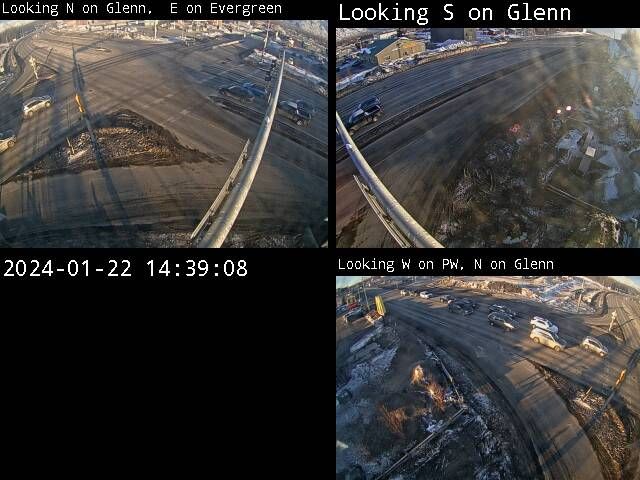 Looking N on Glenn,  E on Evergreen
Looking S on Glenn
2024-01-22 14:39:08
Looking W on PW, N on Glenn